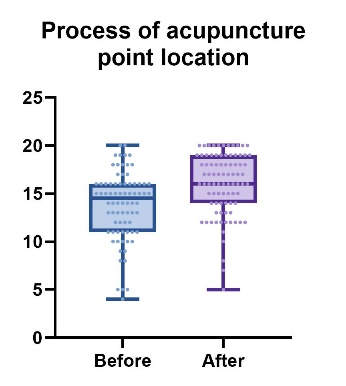 Process of acupuncture
point location
25
20
15
10
5
0
Before After